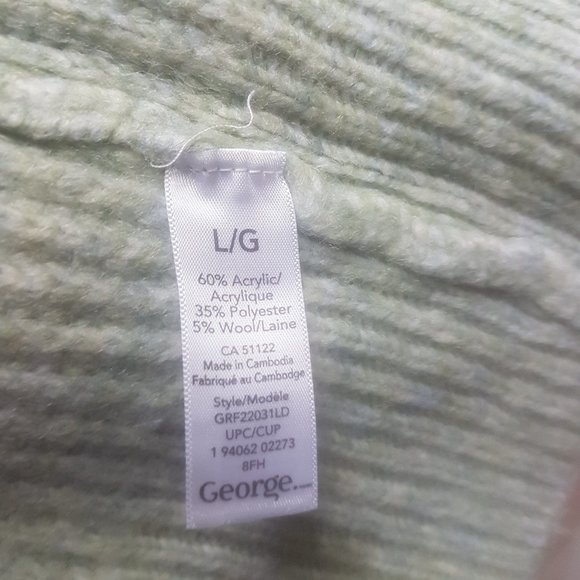 L/G
60% Acrylic/
Acrylique
35% Polyester
5% Wool/Laine
CA 51122
Made in Cambodia
Fabriqué au Cambodge
Style/Modèle
GRF22031LD
UPC/CUP
1 94062 02273
8FH
George.